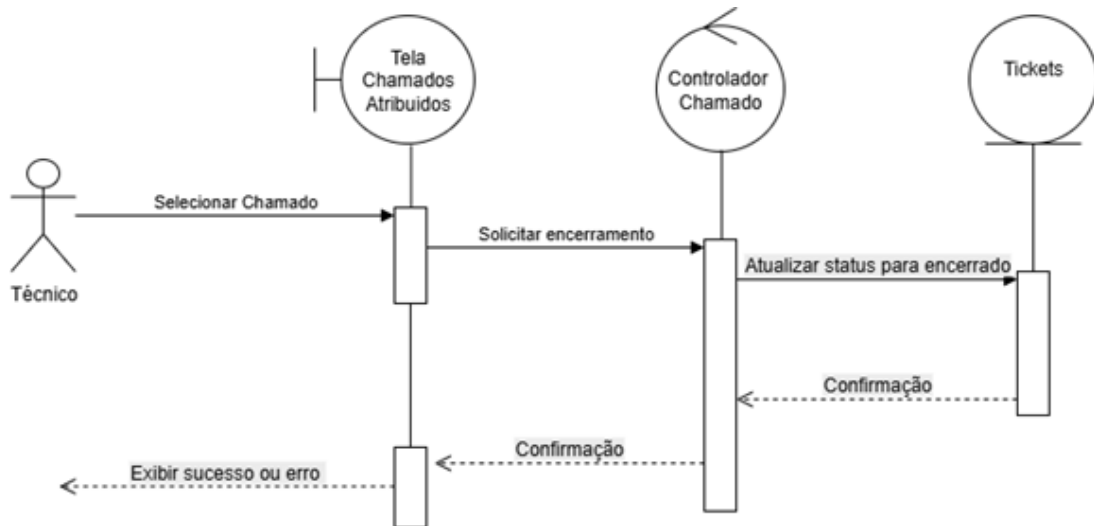 Tela
Chamados
Atribuidos
Controlador
Chamado
Tickets
Selecionar Chamado
Solicitar encerramento
Atualizar status para encerrado
Técnico
Confirmação
Confirmação
Exibir sucesso ou erro